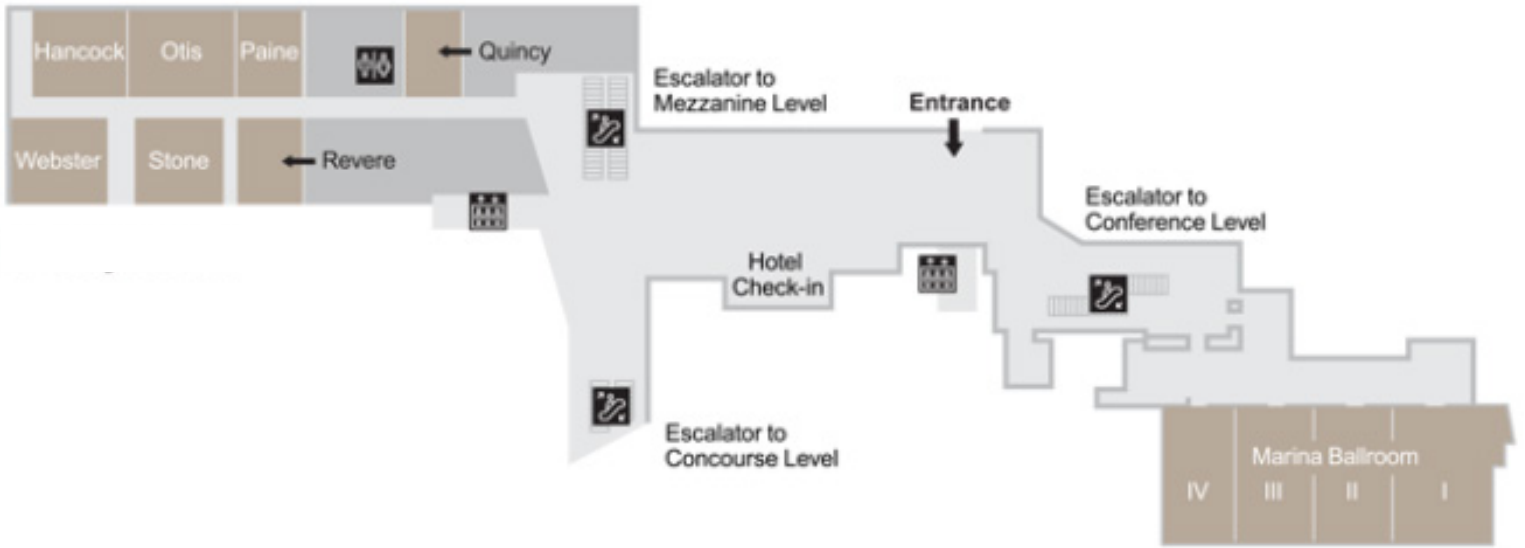 Hancock
Otis
Paine
Quincy
Escalator to
Mezzanine Level
Entrance
Webster
Stone
Revere
Escalator to
Conference Level
Hotel
Check-in
Escalator to
Concourse Level
Marina Ballroom
IV
III
II
I